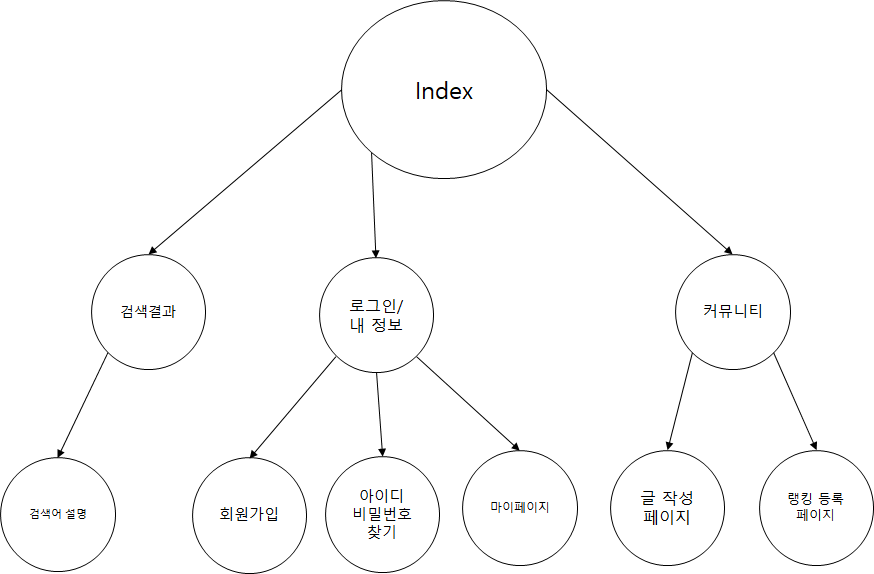 Index
검색결과
로그인/
내 정보
커뮤니티
검색어 설명
회원가입
아이디
비밀번호
찾기
마이페이지
글 작성
페이지
랭킹 등록
페이지